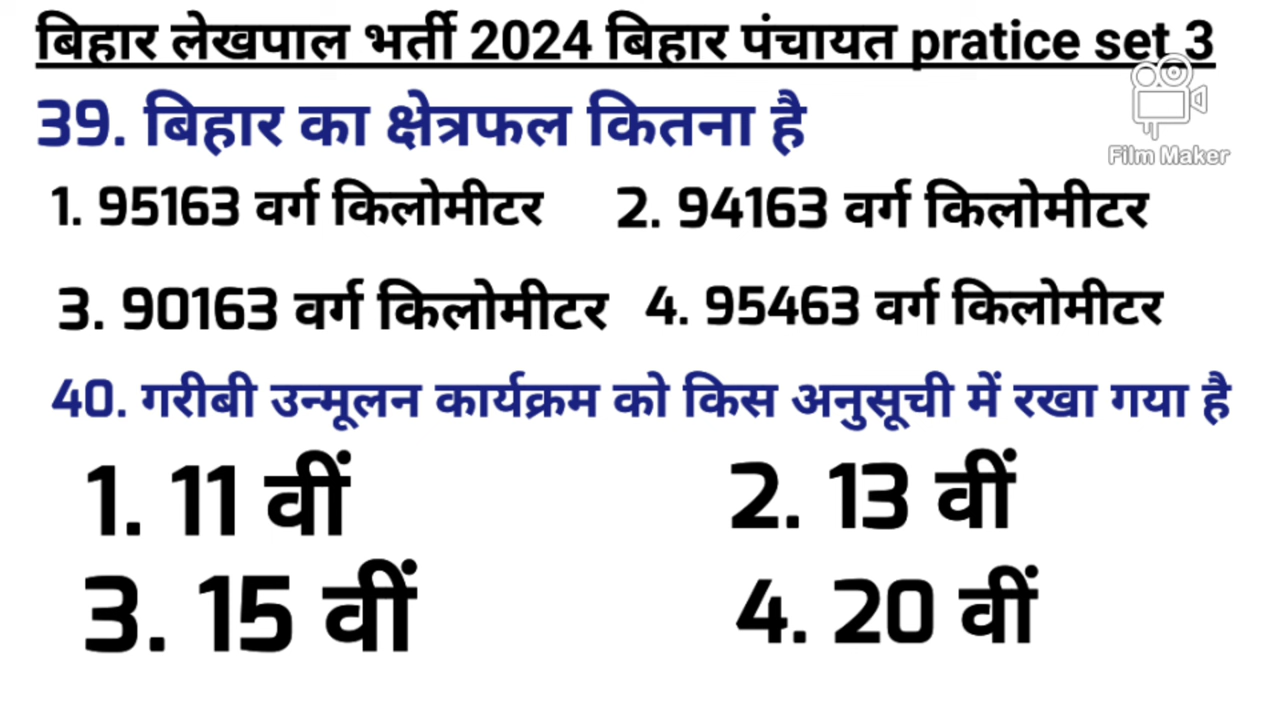 बिहार लेखपाल भर्ती 2024 बिहार पंचायत pratice set 3
Film Maker
39. बिहार का क्षेत्रफल कितना है
1. 95163 वर्ग किलोमीटर 2. 94163 वर्ग किलोमीटर
3. 90163 वर्ग किलोमीटर 4. 95463 वर्ग किलोमीटर
40. गरीबी उन्मूलन कार्यक्रम को किस अनुसूची में रखा गया है
1. 11 वीं 2. 13 वीं
3. 15 वीं 4. 20 वीं